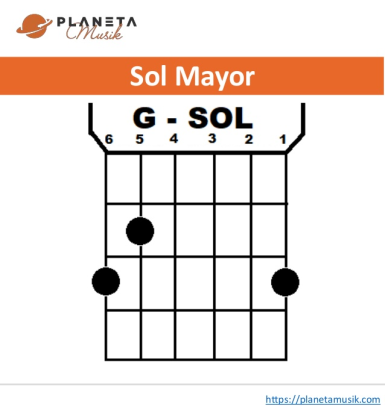 PLANETA
Musik
Sol Mayor
G - SOL
6 5 4 3 2 1
https://planetamusik.com